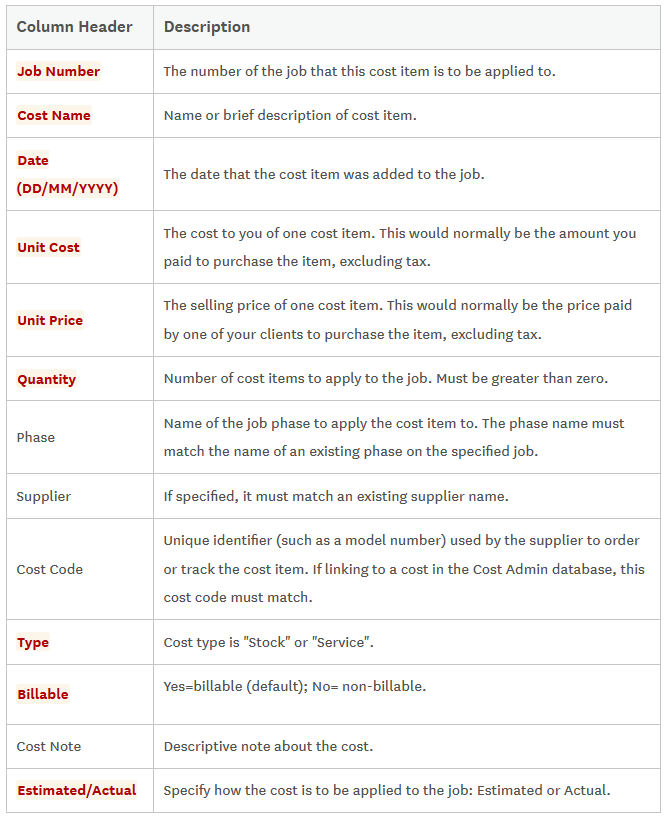 Column Header Description
Job Number The number of the job that this cost item is to be applied to.
Cost Name Name or brief description of cost item.
Date
(DD/MM/YYYY) The date that the cost item was added to the job.
Unit Cost The cost to you of one cost item. This would normally be the amount you
paid to purchase the item, excluding tax.
Unit Price The selling price of one cost item. This would normally be the price paid
by one of your clients to purchase the item, excluding tax.
Quantity Number of cost items to apply to the job. Must be greater than zero.
Phase Name of the job phase to apply the cost item to. The phase name must
match the name of an existing phase on the specified job.
Supplier If specified, it must match an existing supplier name.
Cost Code Unique identifier (such as a model number) used by the supplier to order
or track the cost item. If linking to a cost in the Cost Admin database, this
cost code must match.
Type Cost type is "Stock" or "Service".
Billable Yes=billable (default); No= non-billable.
Cost Note Descriptive note about the cost.
Estimated/Actual Specify how the cost is to be applied to the job: Estimated or Actual.